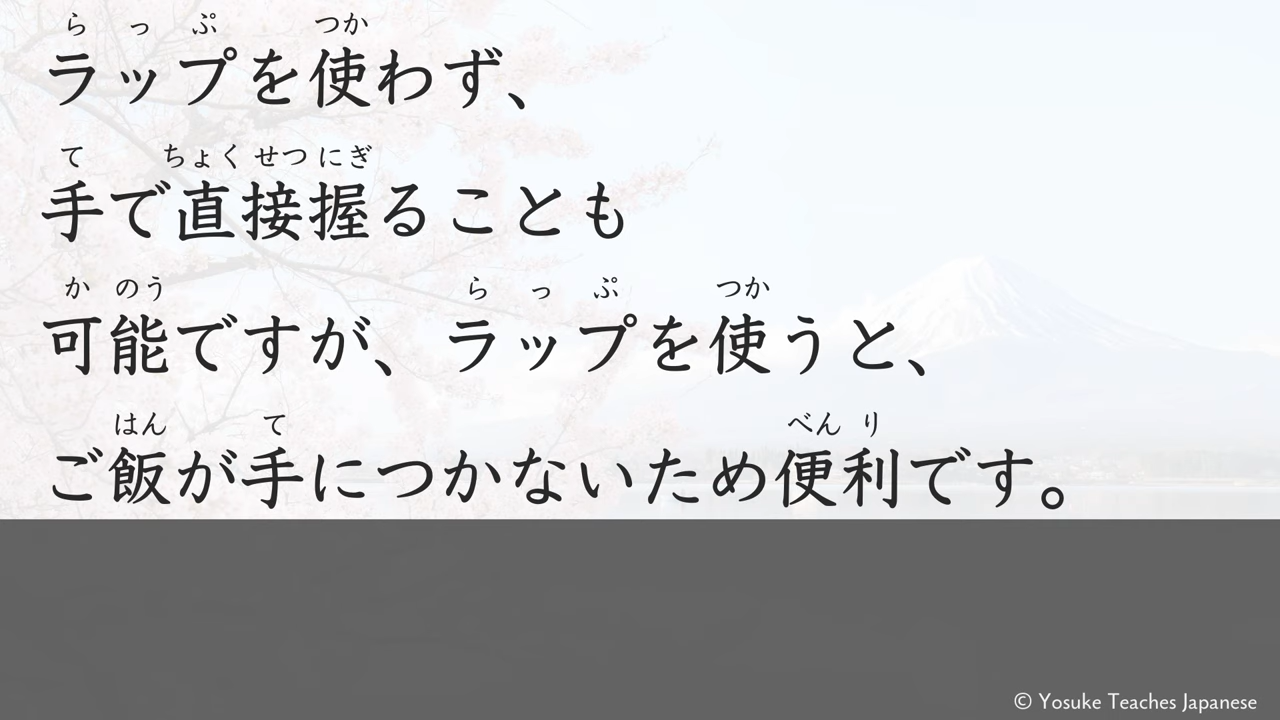 らっぷ つか
ラップを使わず、
て ちょくせつにぎ
手で直接握ることも
かのう らっぷ つか
可能ですが、ラップを使うと、
はん て べんり
ご飯が手につかないため便利です。
© Yosuke Teaches Japanese